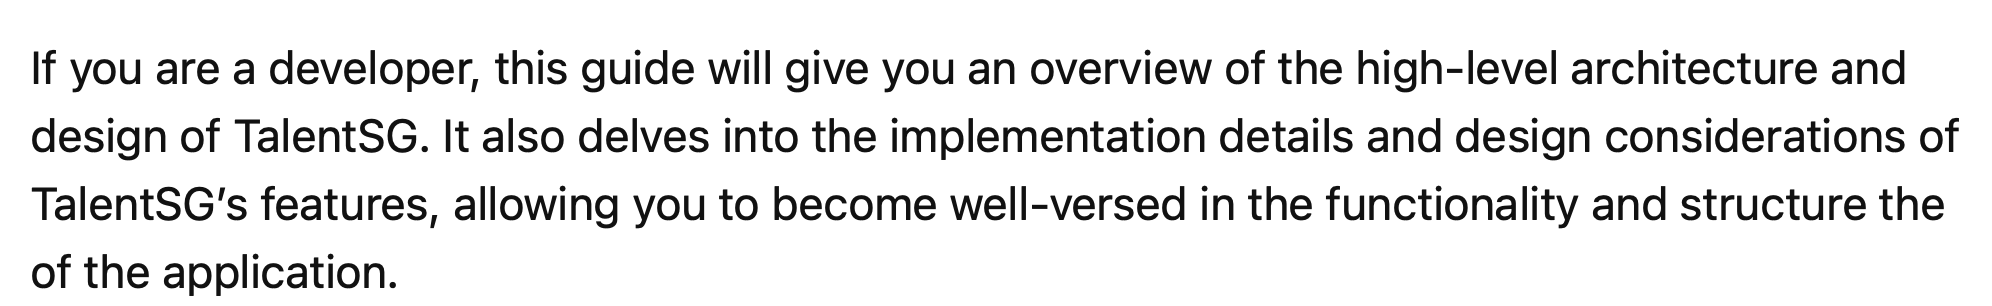 If you are a developer, this guide will give you an overview of the high-level architecture and
design of TalentSG. It also delves into the implementation details and design considerations of
TalentSG’s features, allowing you to become well-versed in the functionality and structure the
of the application.